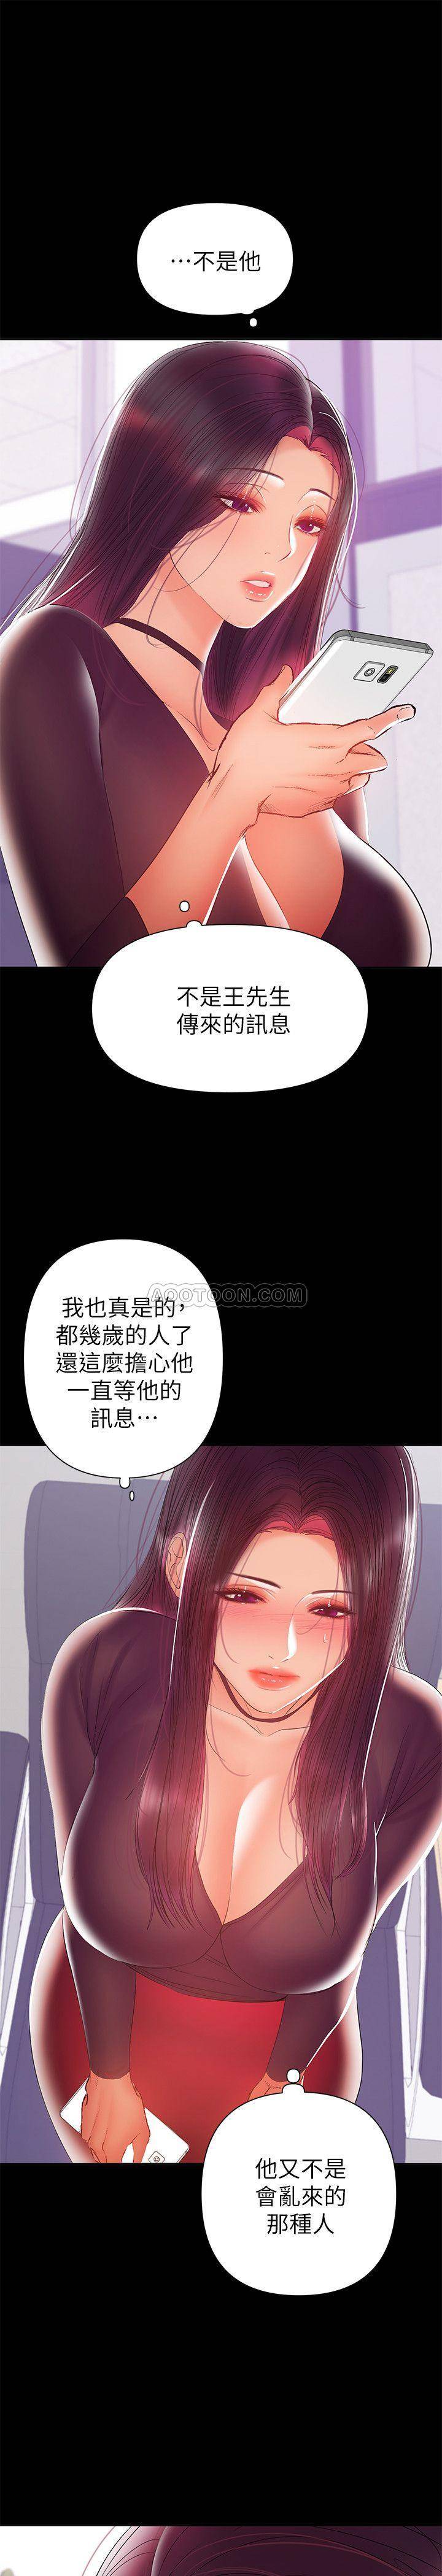 …不是他
不是王先生
傳來的訊息
AQQTOON.COM
我也真是的,
都幾歲的人了
還這麼擔心他
一直等他的
訊息…
他又不是
會亂來的
那種人